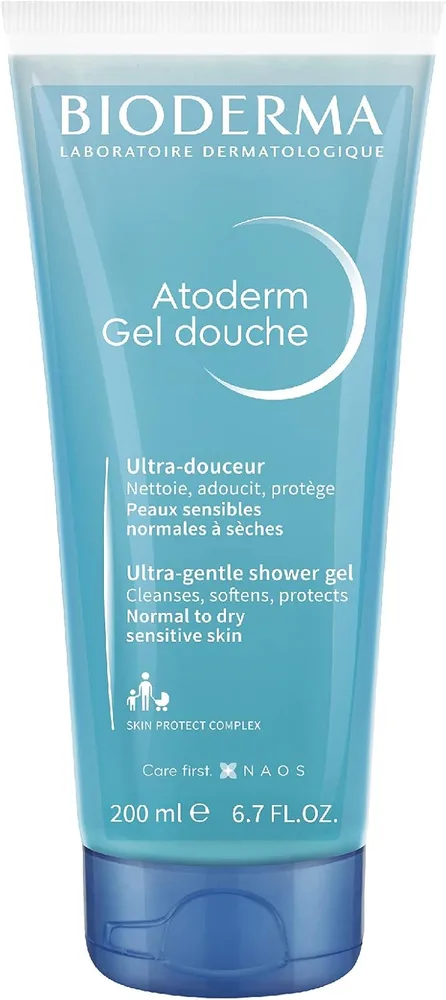 BIODERMA
LABORATOIRE DERMATOLOGIQUE
Atoderm
Gel douche
Ultra-douceur
Nettoie, adoucit, protège
Peaux sensibles
normales à sèches
Ultra-gentle shower gel
Cleanses, softens, protects
Normal to dry
sensitive skin
SKIN PROTECT COMPLEX
Care first. NAOS
200 ml ℮ 6.7 FL.OZ.